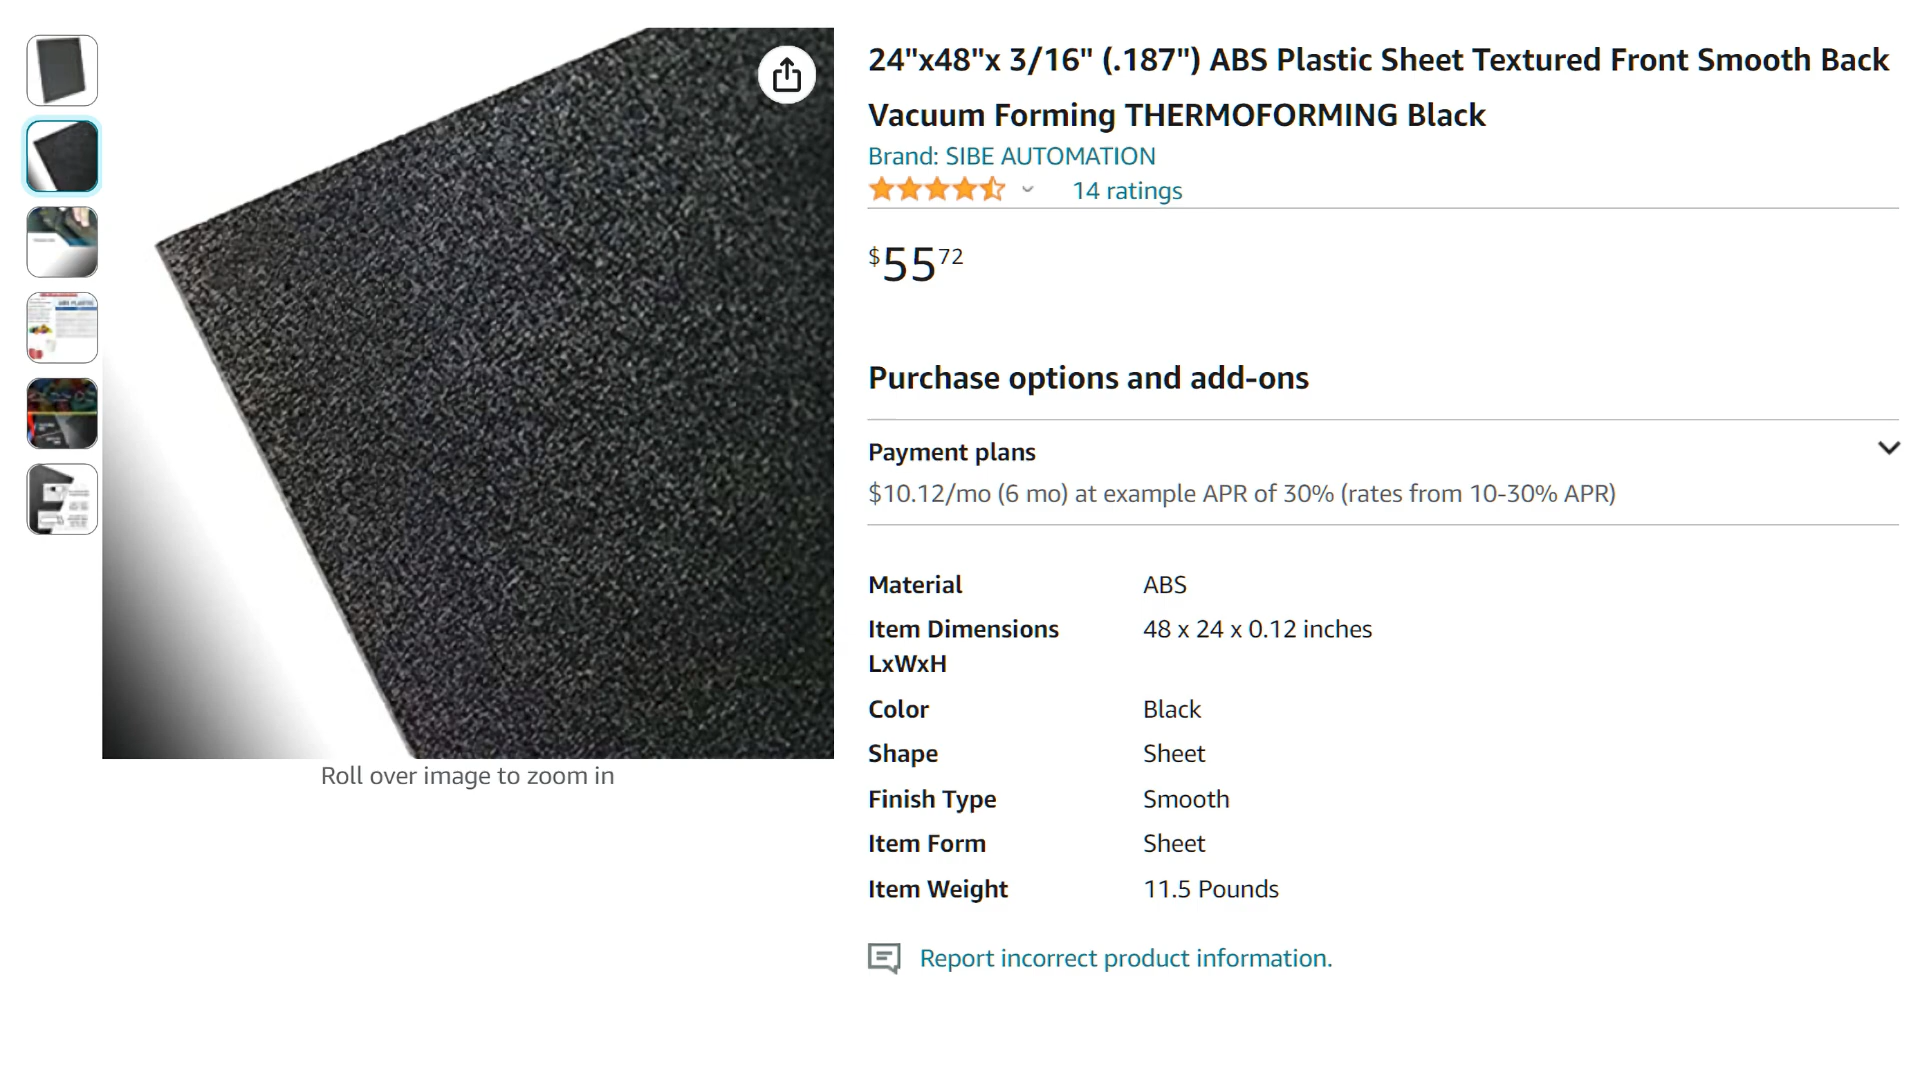 24"x48"x 3/16" (.187") ABS Plastic Sheet Textured Front Smooth Back
Vacuum Forming THERMOFORMING Black
Brand: SIBE AUTOMATION
14 ratings
$5572
Purchase options and add-ons
Payment plans
$10.12/mo (6 mo) at example APR of 30% (rates from 10-30% APR)
Material ABS
Item Dimensions 48 x 24 x 0.12 inches
LxWxH
Color Black
Shape Sheet
Finish Type Smooth
Item Form Sheet
Item Weight 11.5 Pounds
Report incorrect product information.
Roll over image to zoom in